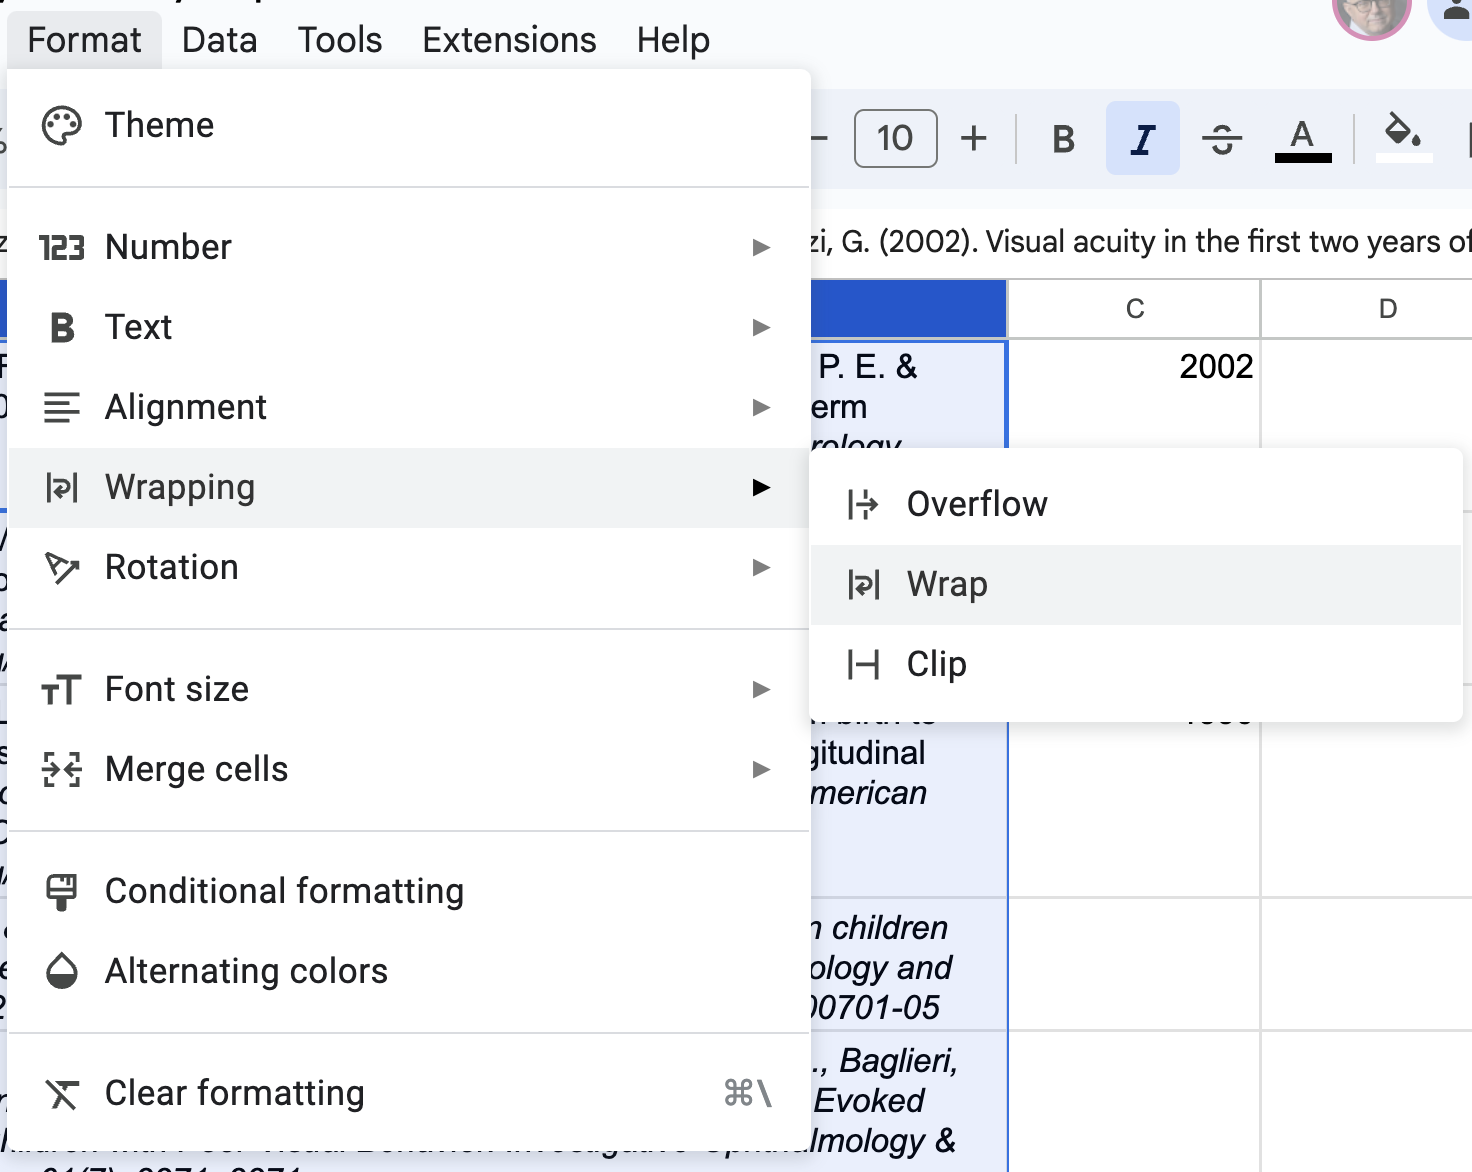 Format Data Tools Extensions Help
Theme
10 B I S A
zi, G. (2002). Visual acuity in the first two years of
123 Number
C D
B Text
P. E. & 2002
Alignment
erm
rology
Wrapping
Overflow
Rotation
Wrap
Clip
Font size
gitudinal
Merge cells
merican
Conditional formatting
n children
Alternating colors
ology and
00701-05
., Baglieri,
Clear formatting ⌘\
Evoked
lmology &